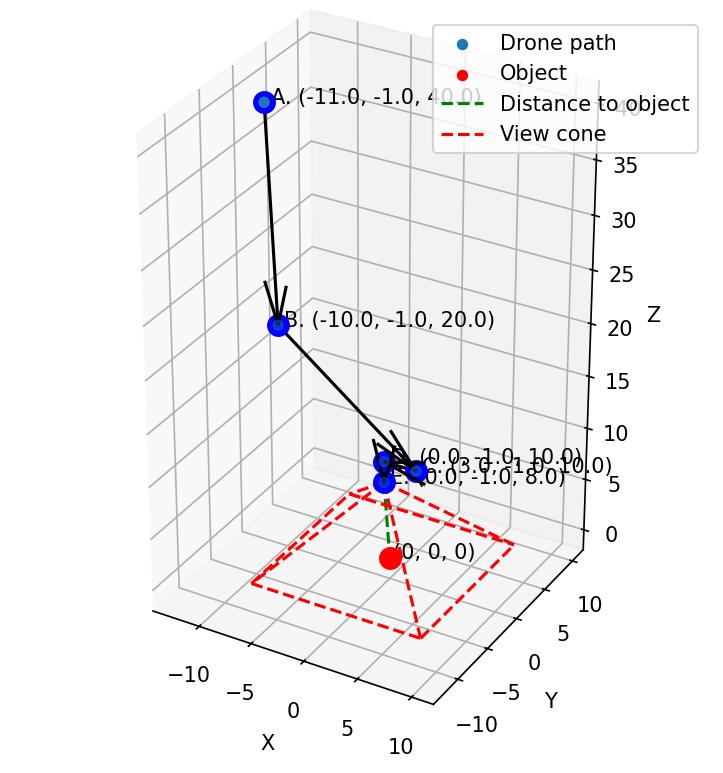 Drone path
Object
Distance to object
View cone
A. (-11.0, -1.0, 40.0)
B. (-10.0, -1.0, 20.0)
(0.0, -1.0, 10.0)
(3.0, -1.0, 10.0)
(0.0, -1.0, 8.0)
(0, 0, 0)
40
35
30
25
20
15
10
5
0
Z
10
5
0
−5
−10
Y
−10
−5
0
5
10
X